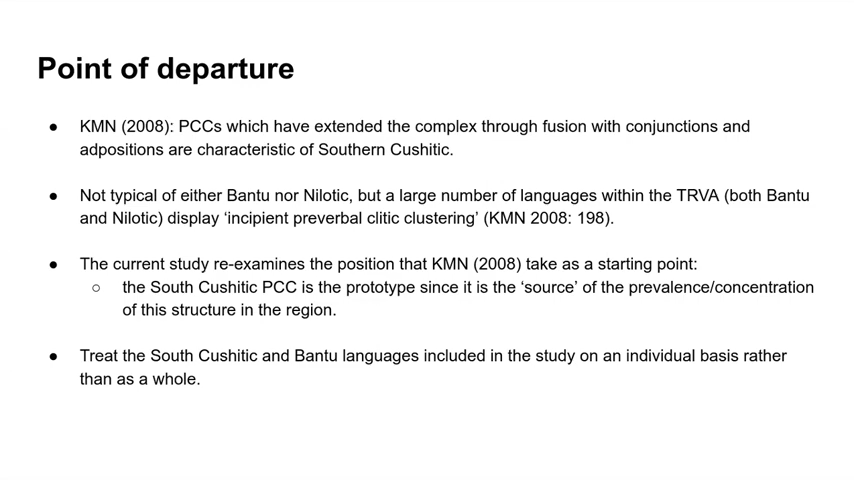 Point of departure
● KMN (2008): PCCs which have extended the complex through fusion with conjunctions and
adpositions are characteristic of Southern Cushitic.
● Not typical of either Bantu nor Nilotic, but a large number of languages within the TRVA (both Bantu
and Nilotic) display ‘incipient preverbal clitic clustering’ (KMN 2008: 198).
● The current study re-examines the position that KMN (2008) take as a starting point:
○ the South Cushitic PCC is the prototype since it is the ‘source’ of the prevalence/concentration
of this structure in the region.
● Treat the South Cushitic and Bantu languages included in the study on an individual basis rather
than as a whole.